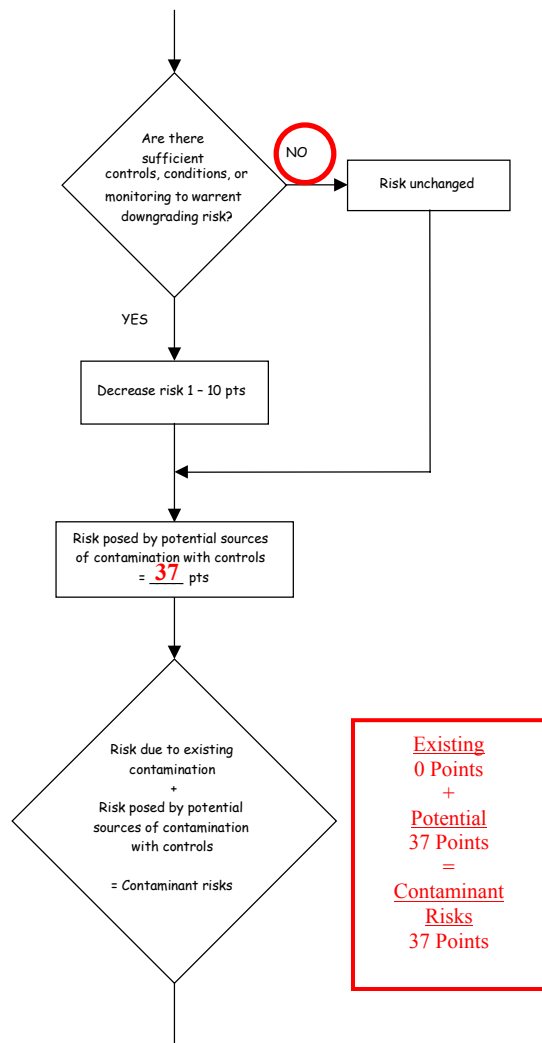 Are there
sufficient
controls, conditions, or
monitoring to warrent
downgrading risk?
NO
Risk unchanged
YES
Decrease risk 1 – 10 pts
Risk posed by potential sources
of contamination with controls
= 37 pts
Risk due to existing
contamination
+
Risk posed by potential
sources of contamination
with controls
= Contaminant risks
Existing
0 Points
+
Potential
37 Points
=
Contaminant
Risks
37 Points